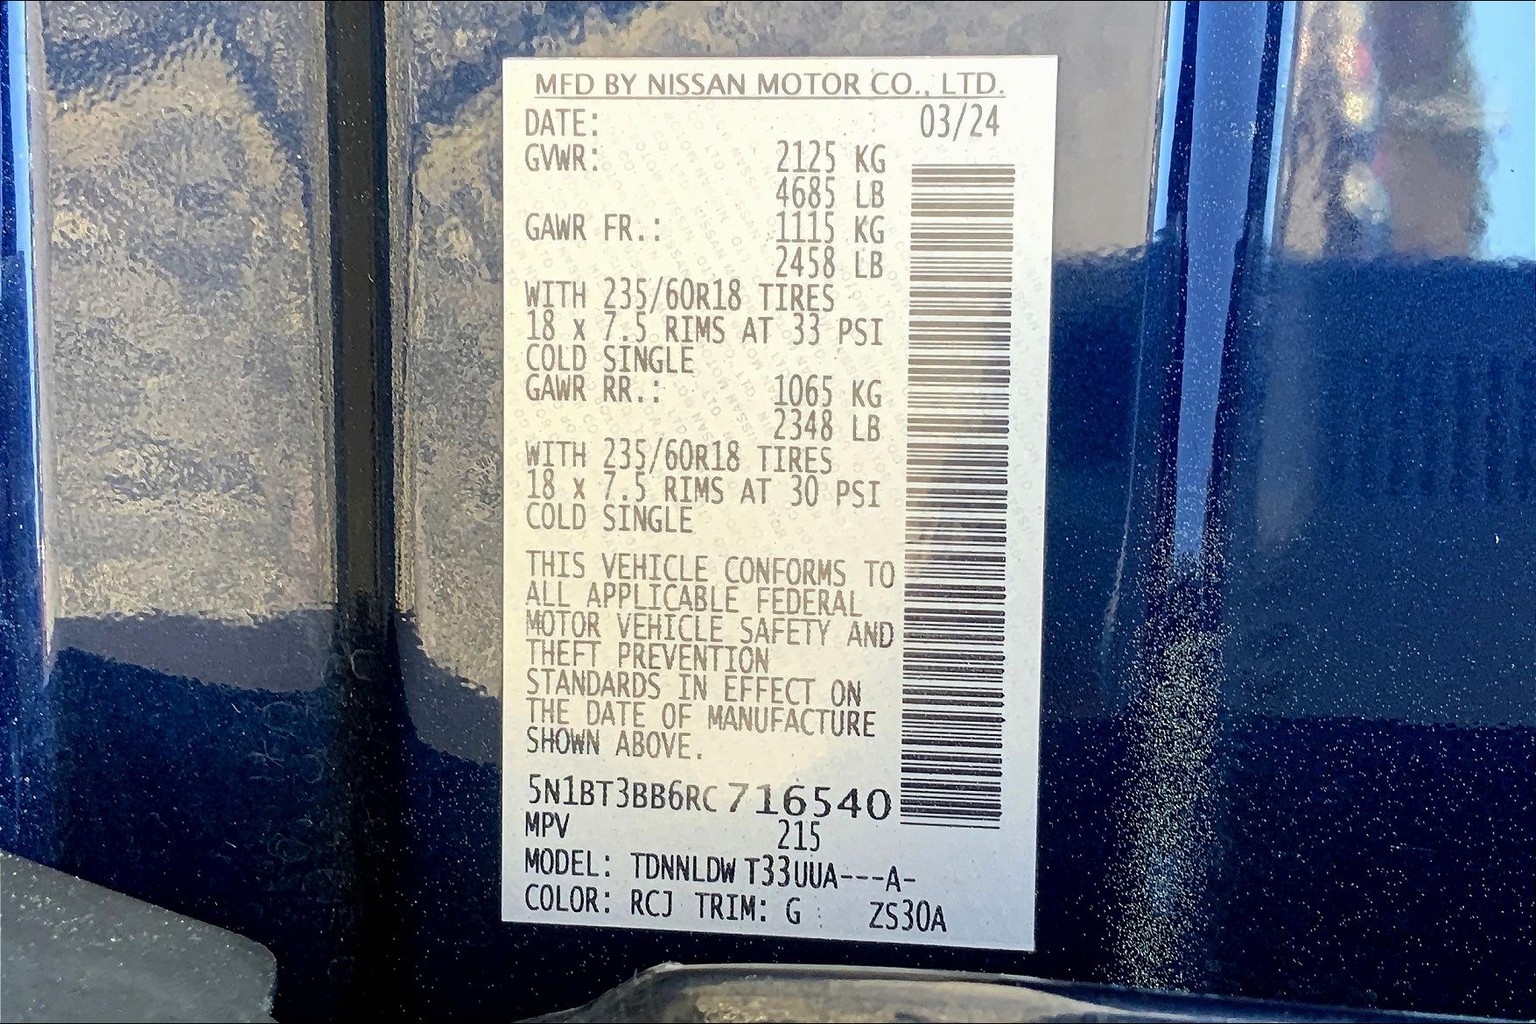 MFD BY NISSAN MOTOR CO., LTD.
DATE: 03/24
GVWR: 2125 KG
4685 LB
GAWR FR.: 1115 KG
2458 LB
WITH 235/60R18 TIRES
18 x 7.5 RIMS AT 33 PSI
COLD SINGLE
GAWR RR.: 1065 KG
2348 LB
WITH 235/60R18 TIRES
18 x 7.5 RIMS AT 30 PSI
COLD SINGLE
THIS VEHICLE CONFORMS TO
ALL APPLICABLE FEDERAL
MOTOR VEHICLE SAFETY AND
THEFT PREVENTION
STANDARDS IN EFFECT ON
THE DATE OF MANUFACTURE
SHOWN ABOVE.
5N1BT3BB6RC716540
MPV 215
MODEL: TDNNLDW T33UUA---A-
COLOR: RCJ TRIM: G ZS30A